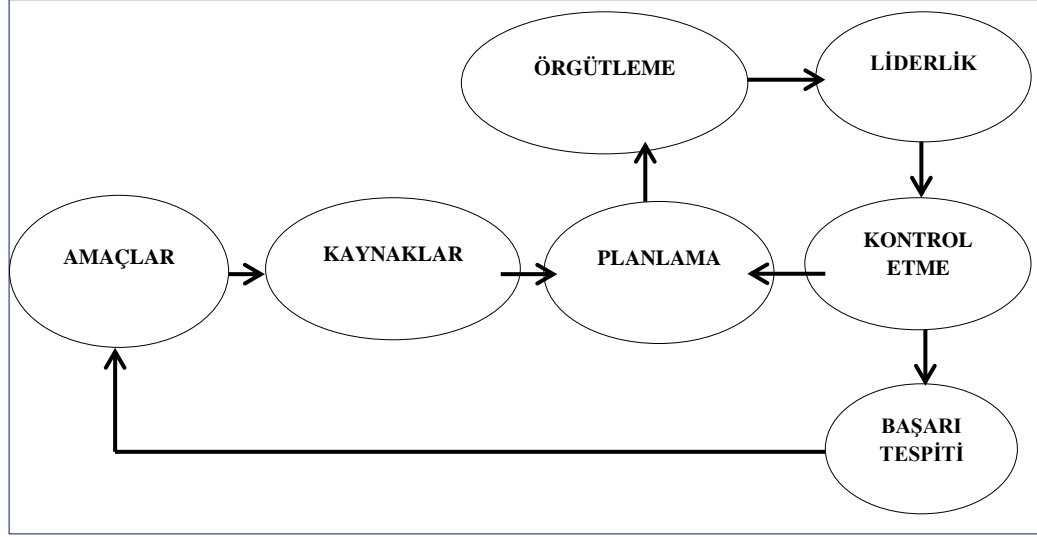 ÖRGÜTLEME
LİDERLİK
AMAÇLAR
KAYNAKLAR
PLANLAMA
KONTROL
ETME
BAŞARI
TESPİTİ